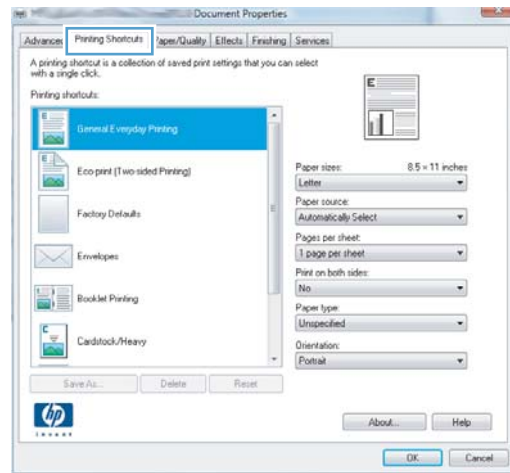 Document Properties
Advanced Printing Shortcuts Paper/Quality Effects Finishing Services
A printing shortcut is a collection of saved print settings that you can select
with a single click.
Printing shortcuts:
General Everyday Printing
Eco-print (Two-sided Printing)
Factory Defaults
Envelopes
Booklet Printing
Cardstock/Heavy
E
Paper sizes: 8.5 × 11 inches
Letter
Paper source:
Automatically Select
Pages per sheet:
1 page per sheet
Print on both sides:
No
Paper type:
Unspecified
Orientation:
Portrait
Save As... Delete Reset
hp
invent
About... Help
OK Cancel